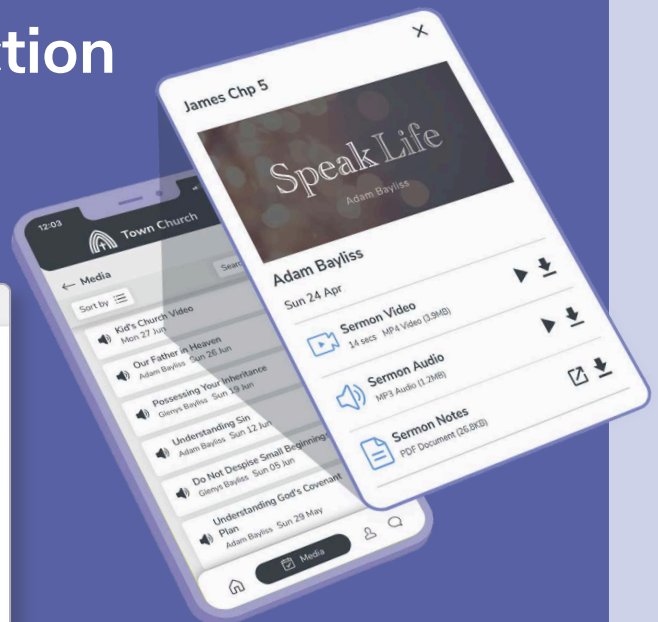 ction
James Chp 5
Speak Life
Adam Bayliss
Adam Bayliss
Sun 24 Apr
Sermon Video
14 secs MP4 Video (3.9MB)
Sermon Audio
MP3 Audio (1.2MB)
Sermon Notes
PDF Document (26.8KB)
12:03
Town Church
← Media
Sort by
Sear
Kid's Church Video
Mon 27 Jun
Our Father in Heaven
Adam Bayliss Sun 26 Jun
Possessing Your Inheritance
Glenys Bayliss Sun 19 Jun
Understanding Sin
Adam Bayliss Sun 12 Jun
Do Not Despise Small Beginnings
Glenys Bayliss Sun 05 Jun
Understanding God's Covenant
Plan
Adam Bayliss Sun 29 May
Media